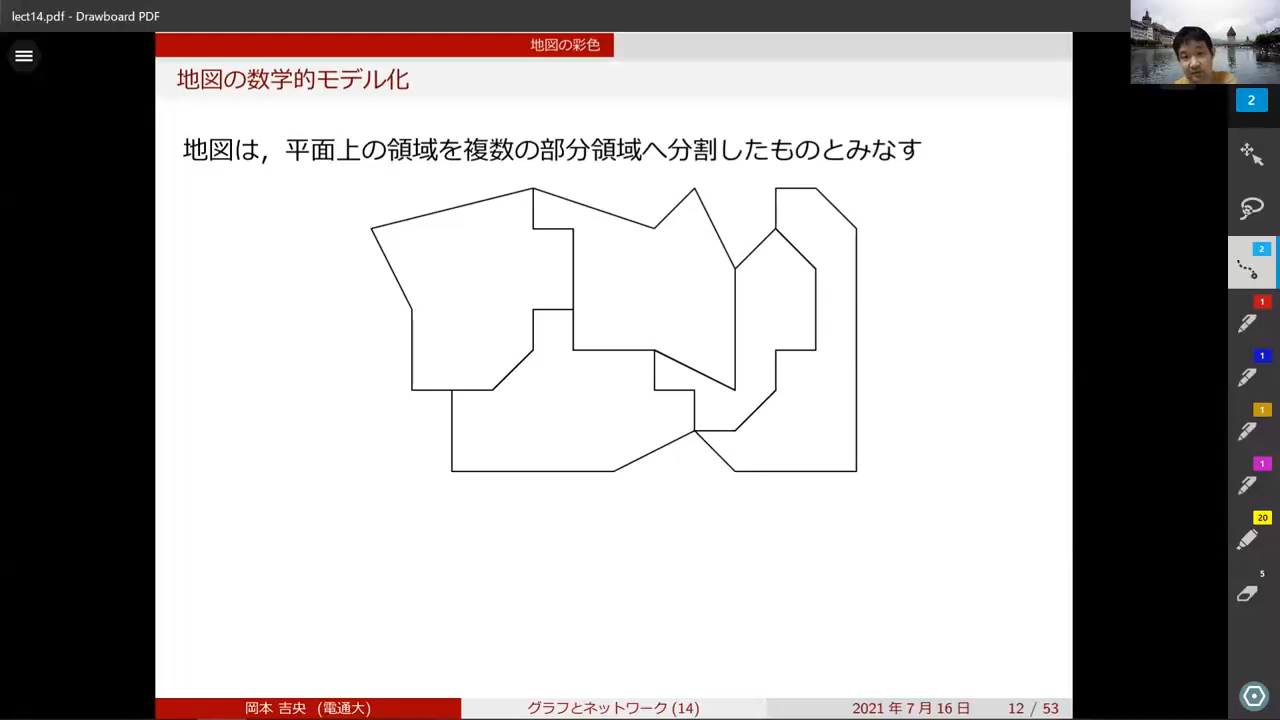 lect14.pdf - Drawboard PDF
地図の彩色
地図の数学的モデル化
2
地図は，平面上の領域を複数の部分領域へ分割したものとみなす
2
1
1
1
1
20
5
岡本 吉央 (電通大)
グラフとネットワーク (14)
2021 年 7 月 16 日
12 / 53